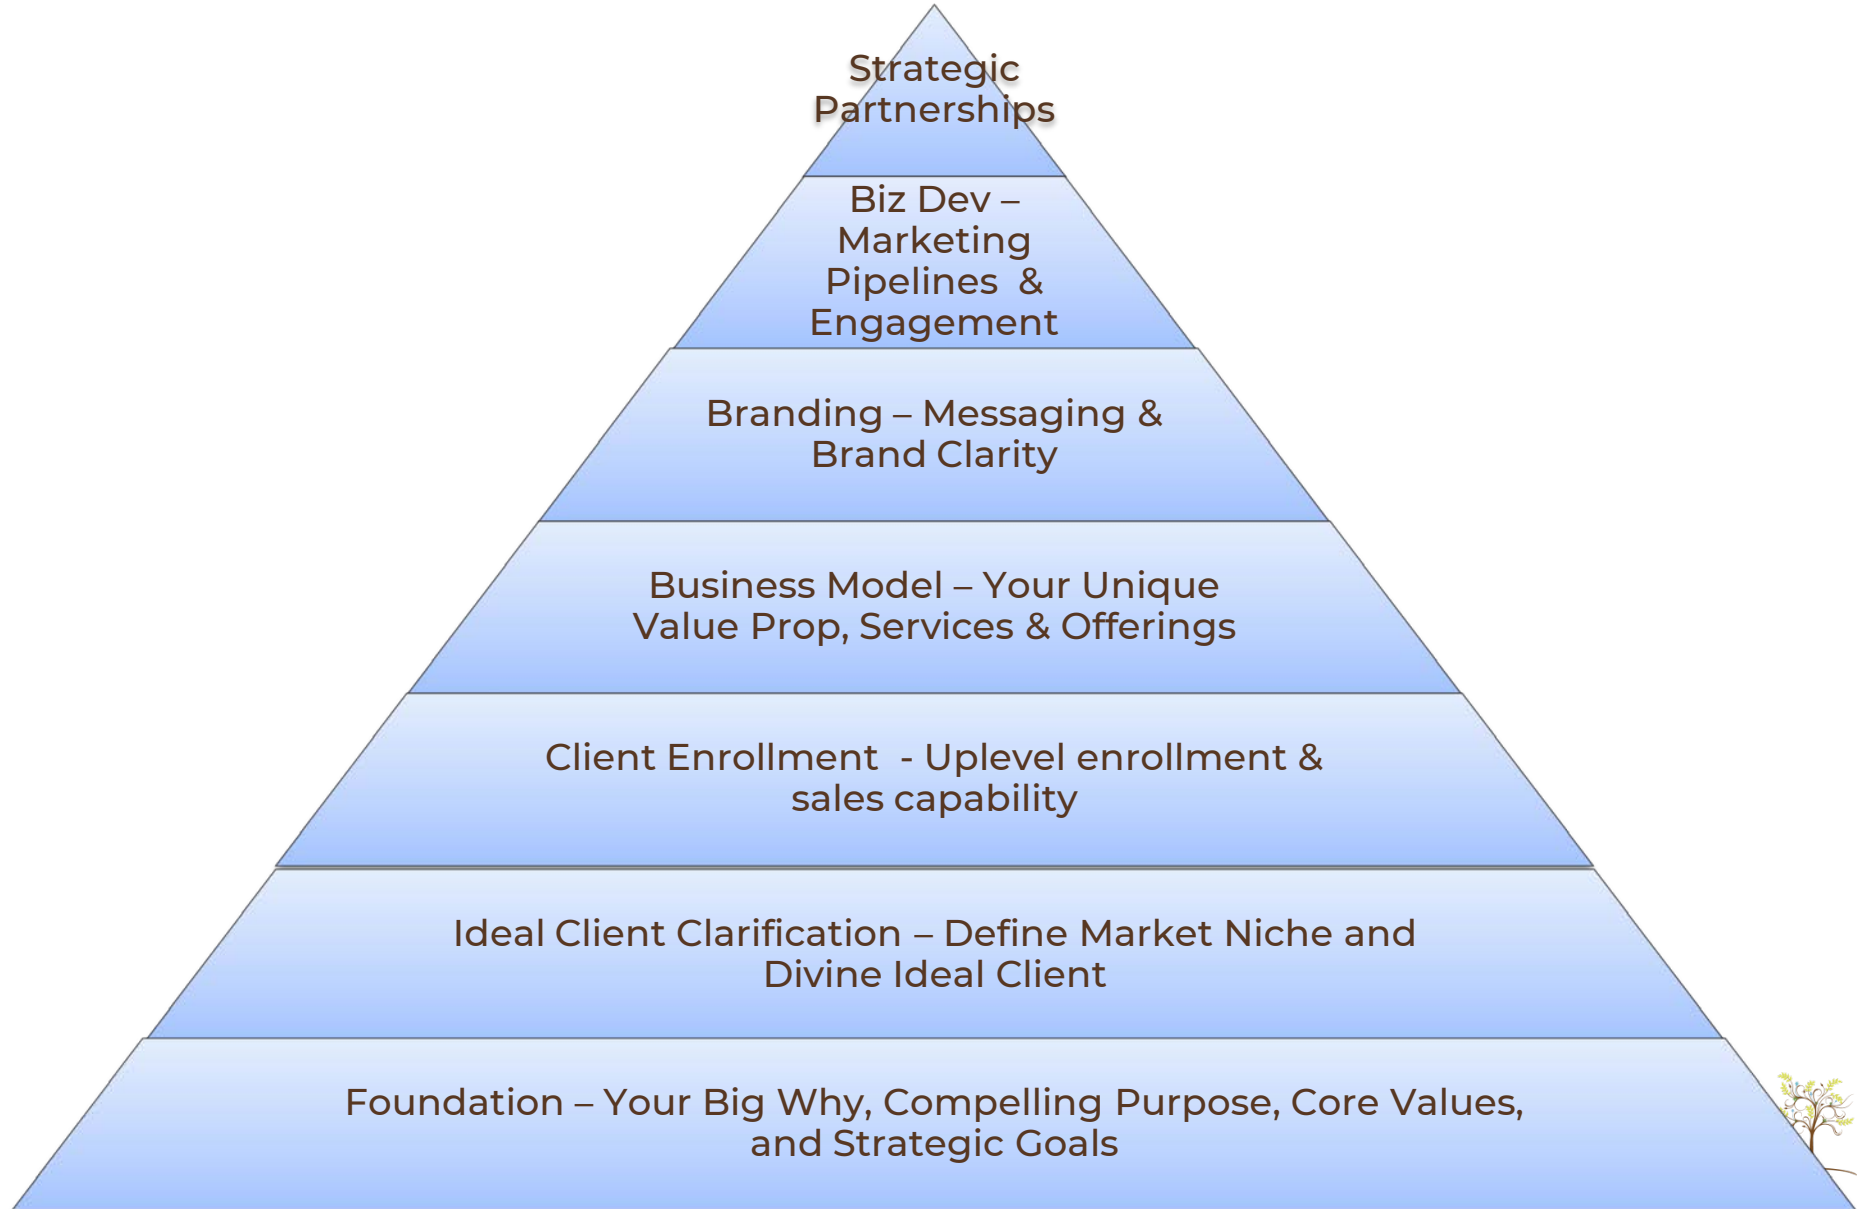 Strategic
Partnerships
Biz Dev –
Marketing
Pipelines &
Engagement
Branding – Messaging &
Brand Clarity
Business Model – Your Unique
Value Prop, Services & Offerings
Client Enrollment - Uplevel enrollment &
sales capability
Ideal Client Clarification – Define Market Niche and
Divine Ideal Client
Foundation – Your Big Why, Compelling Purpose, Core Values,
and Strategic Goals